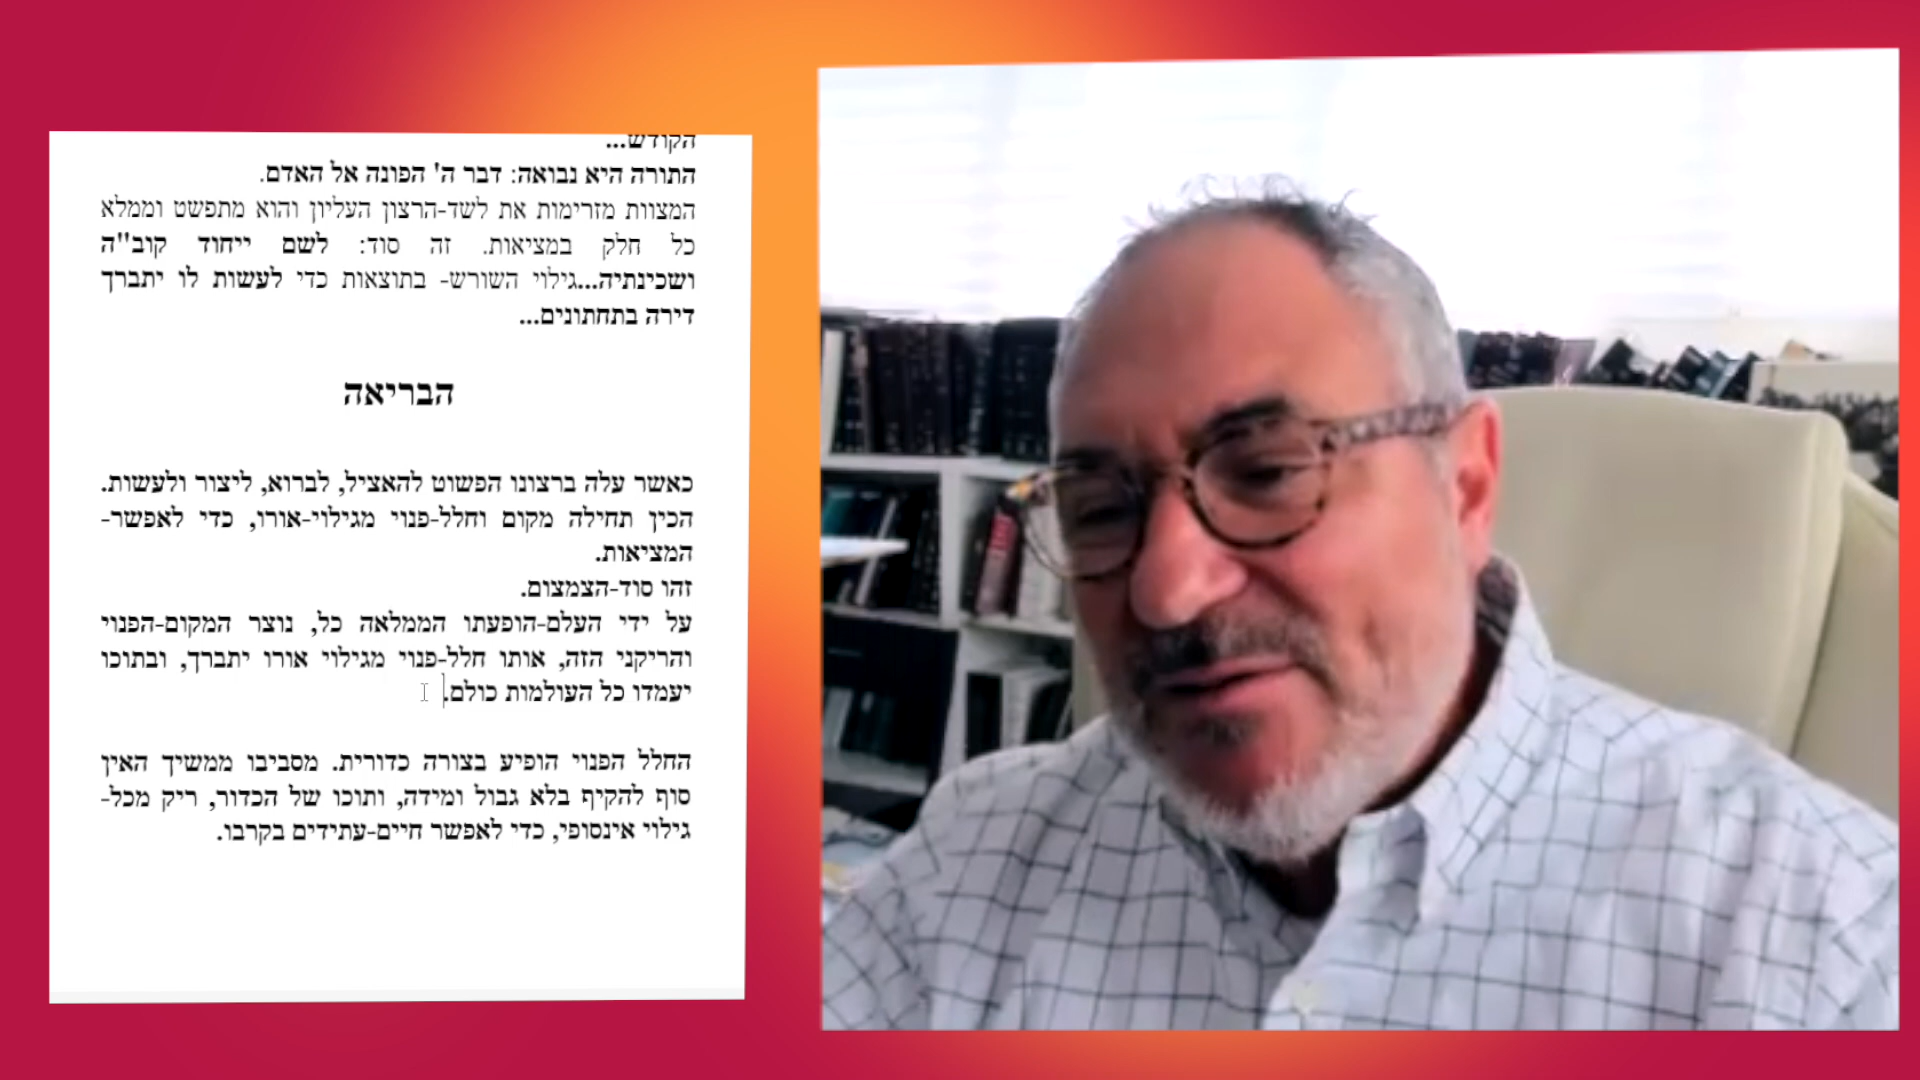 הקודש...
התורה היא נבואה: דבר ה' הפונה אל האדם.
המצוות מזרימות את לשד-הרצון העליון והוא מתפשט וממלא
כל חלק במציאות. זה סוד: לשם ייחוד קוב"ה
ושכינתיה...גילוי השורש- בתוצאות כדי לעשות לו יתברך
דירה בתחתונים...
הבריאה
כאשר עלה ברצונו הפשוט להאציל, לברוא, ליצור ולעשות.
הכין תחילה מקום וחלל-פנוי מגילוי-אורו, כדי לאפשר-
המציאות.
זהו סוד-הצמצום.
על ידי העלם-הופעתו הממלאה כל, נוצר המקום-הפנוי
והריקני הזה, אותו חלל-פנוי מגילוי אורו יתברך, ובתוכו
יעמדו כל העולמות כולם.
החלל הפנוי הופיע בצורה כדורית. מסביבו ממשיך האין
סוף להקיף בלא גבול ומידה, ותוכו של הכדור, ריק מכל-
גילוי אינסופי, כדי לאפשר חיים-עתידים בקרבו.